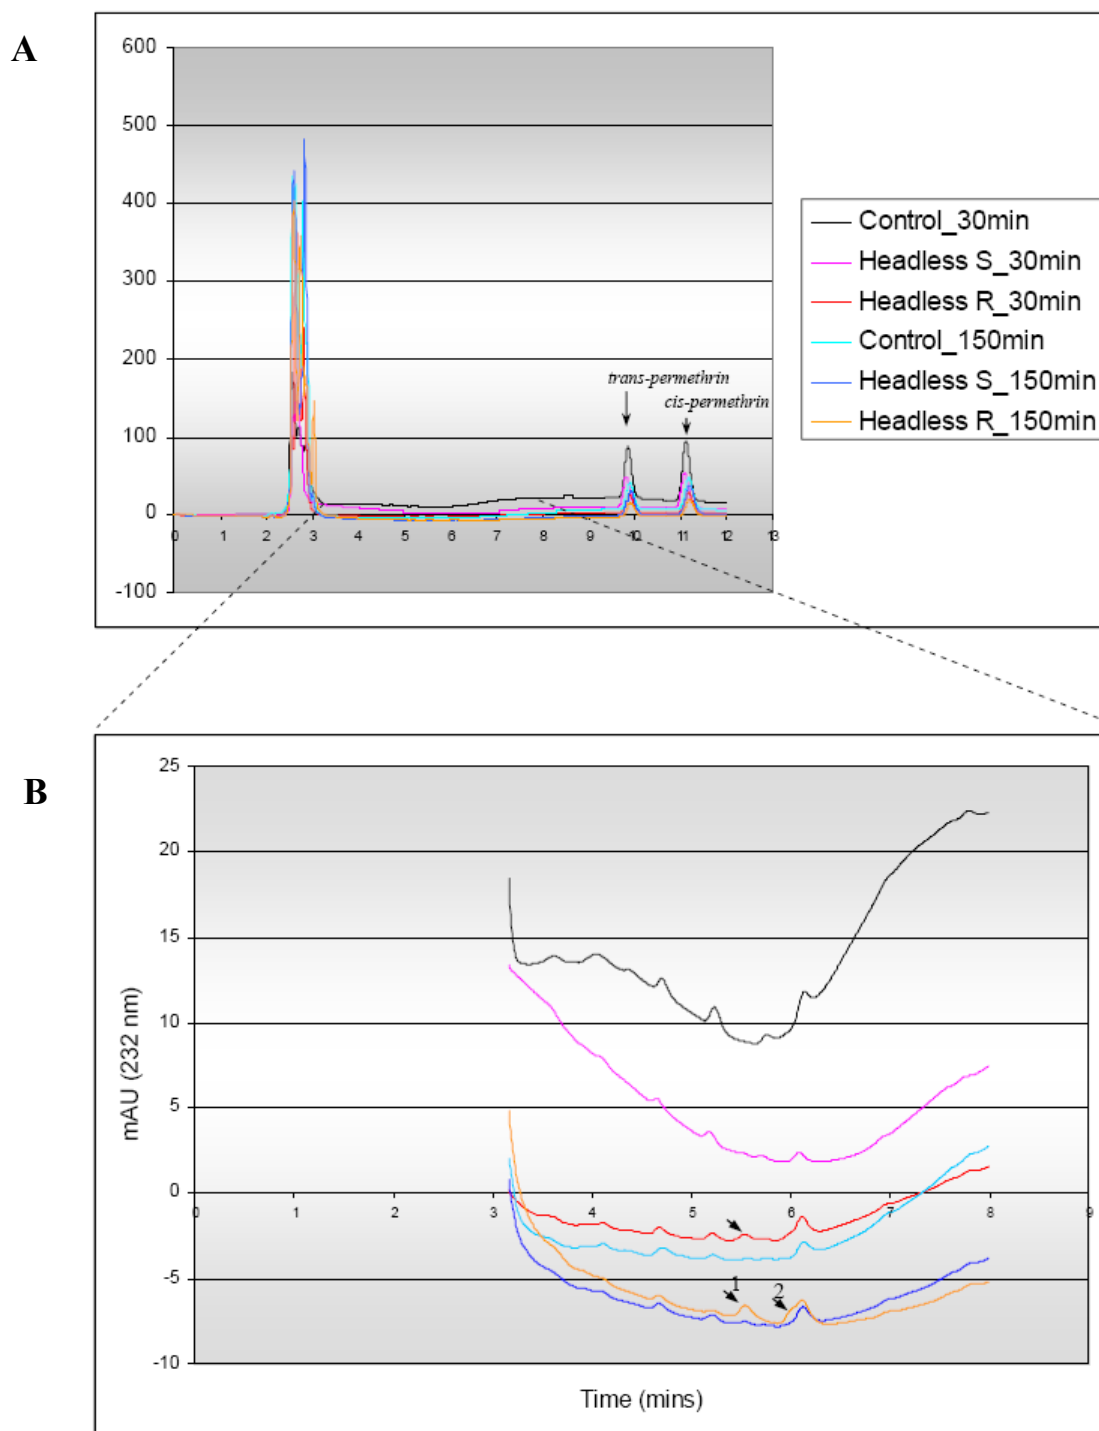 A
600
500
400
300
200
100
0
-100
0 1 2 3 4 5 6 7 8 9 10 11 12 13
trans-permethrin
cis-permethrin
Control_30min
Headless S_30min
Headless R_30min
Control_150min
Headless S_150min
Headless R_150min
B
25
20
15
10
5
0
-5
-10
0 1 2 3 4 5 6 7 8 9
1 2
mAU (232 nm)
Time (mins)